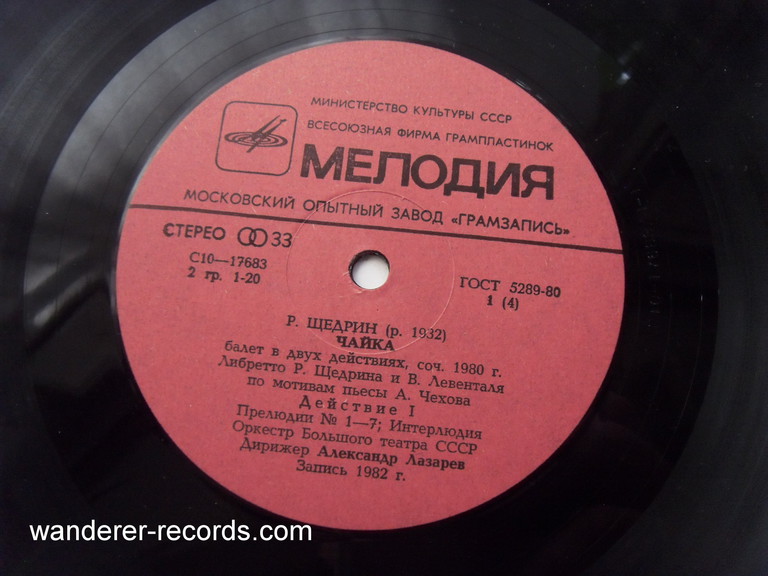 МИНИСТЕРСТВО КУЛЬТУРЫ СССР
ВСЕСОЮЗНАЯ ФИРМА ГРАМПЛАСТИНОК
МЕЛОДИЯ
МОСКОВСКИЙ ОПЫТНЫЙ ЗАВОД «ГРАМЗАПИСЬ»
СТЕРЕО 33
С10—17683
2 гр. 1-20
ГОСТ 5289-80
1 (4)
Р. ЩЕДРИН (р. 1932)
ЧАЙКА
балет в двух действиях, соч. 1980 г.
Либретто Р. Щедрина и В. Левенталя
по мотивам пьесы А. Чехова
Действие I
Прелюдии № 1—7; Интерлюдия
Оркестр Большого театра СССР
Дирижер Александр Лазарев
Запись 1982 г.
wanderer-records.com